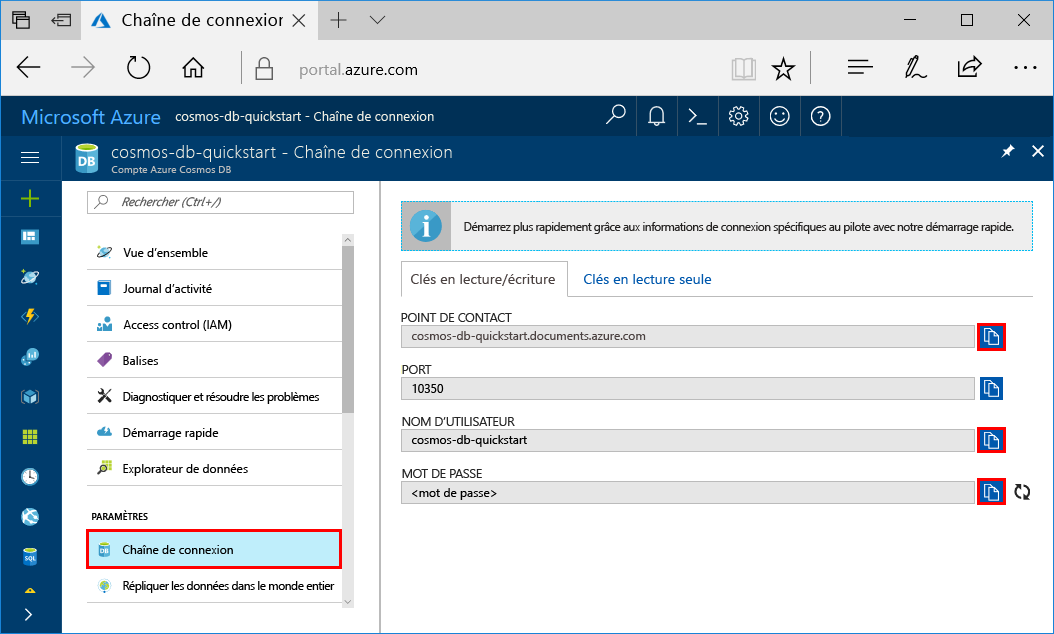 Chaîne de connexion
portal.azure.com
Microsoft Azure cosmos-db-quickstart - Chaîne de connexion
cosmos-db-quickstart - Chaîne de connexion
Compte Azure Cosmos DB
Rechercher (Ctrl+/)
Vue d'ensemble
Journal d'activité
Access control (IAM)
Balises
Diagnostiquer et résoudre les problèmes
Démarrage rapide
Explorateur de données
PARAMÈTRES
Chaîne de connexion
Répliquer les données dans le monde entier
Démarrez plus rapidement grâce aux informations de connexion spécifiques au pilote avec notre démarrage rapide.
Clés en lecture/écriture Clés en lecture seule
POINT DE CONTACT
cosmos-db-quickstart.documents.azure.com
PORT
10350
NOM D'UTILISATEUR
cosmos-db-quickstart
MOT DE PASSE
<mot de passe>